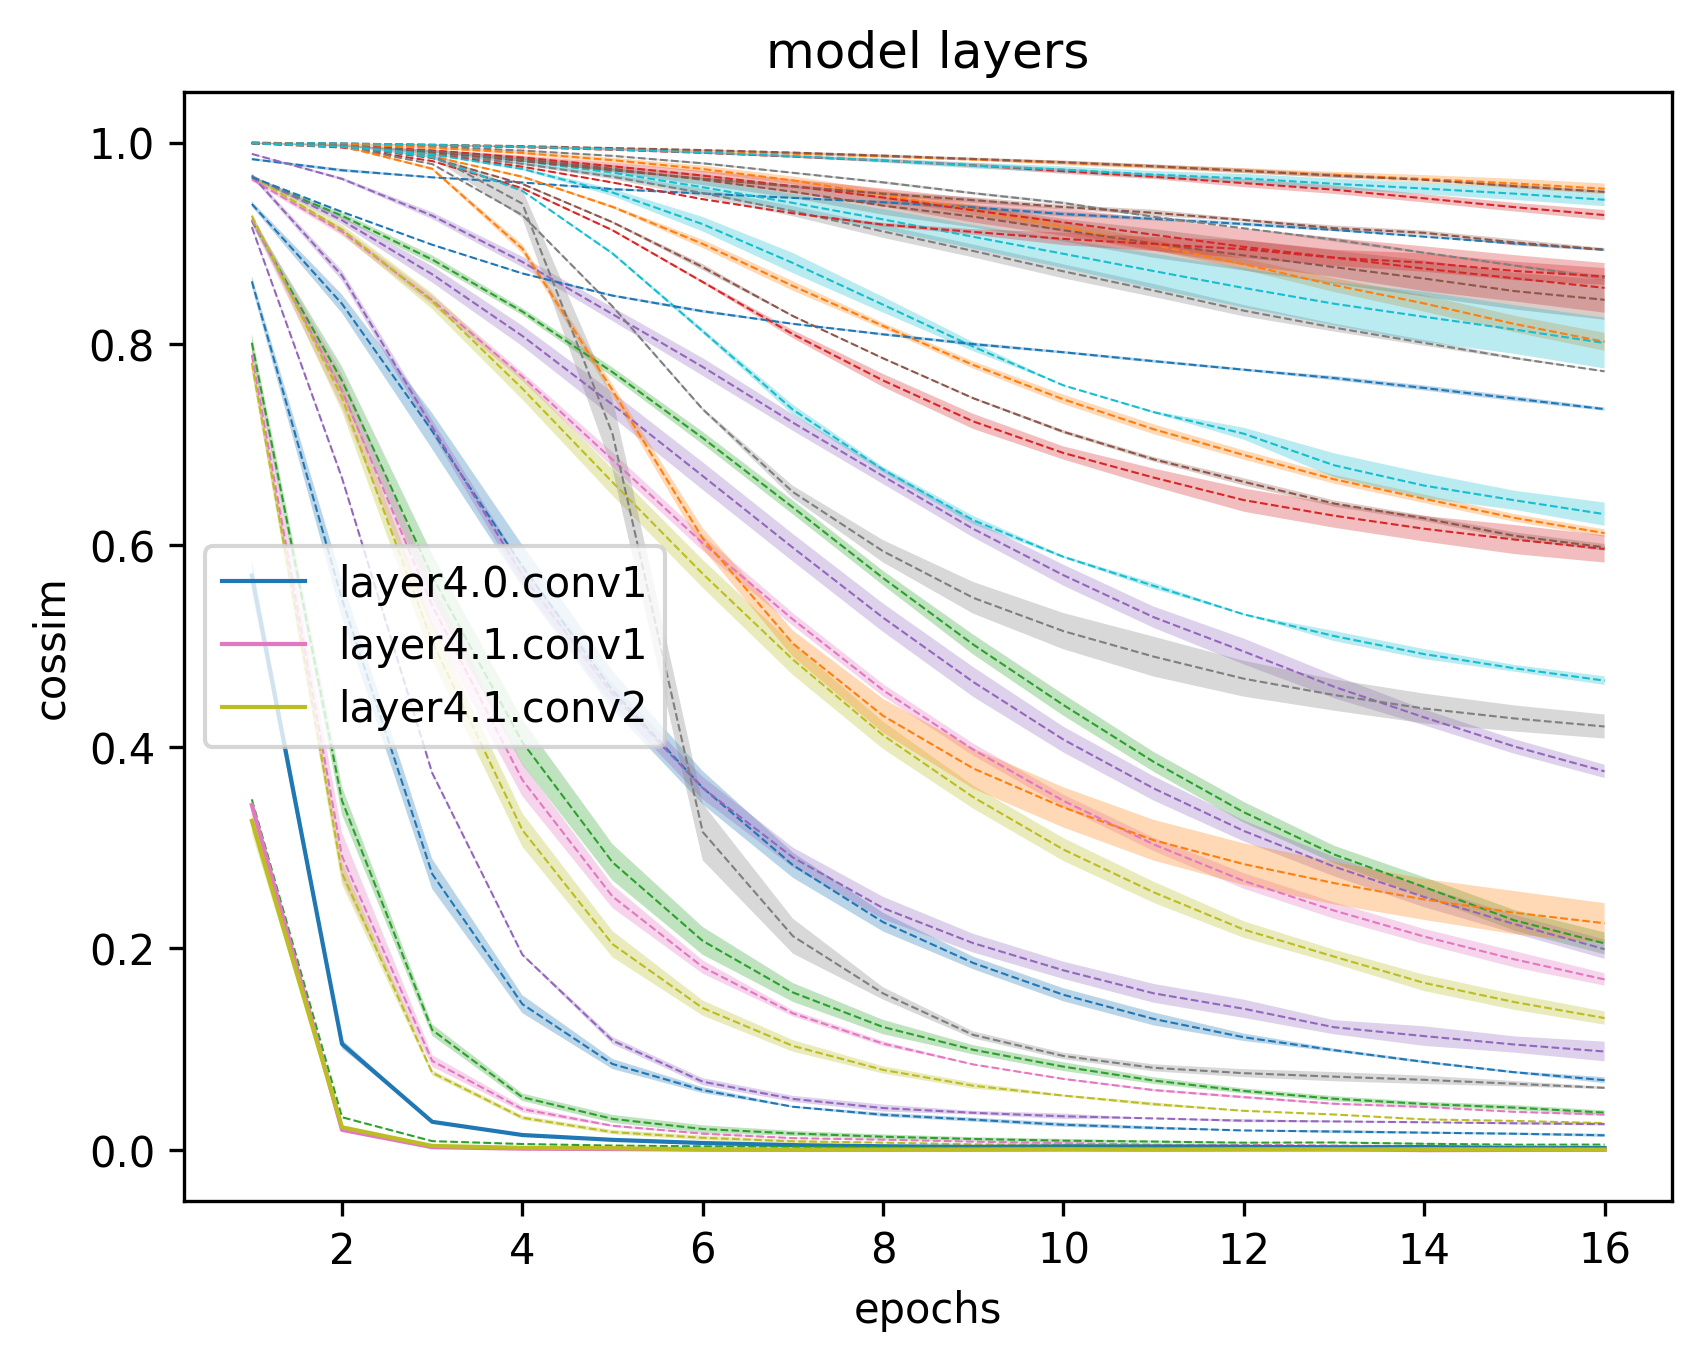 model layers
1.0
0.8
0.6
0.4
0.2
0.0
cossim
layer4.0.conv1
layer4.1.conv1
layer4.1.conv2
2 4 6 8 10 12 14 16
epochs